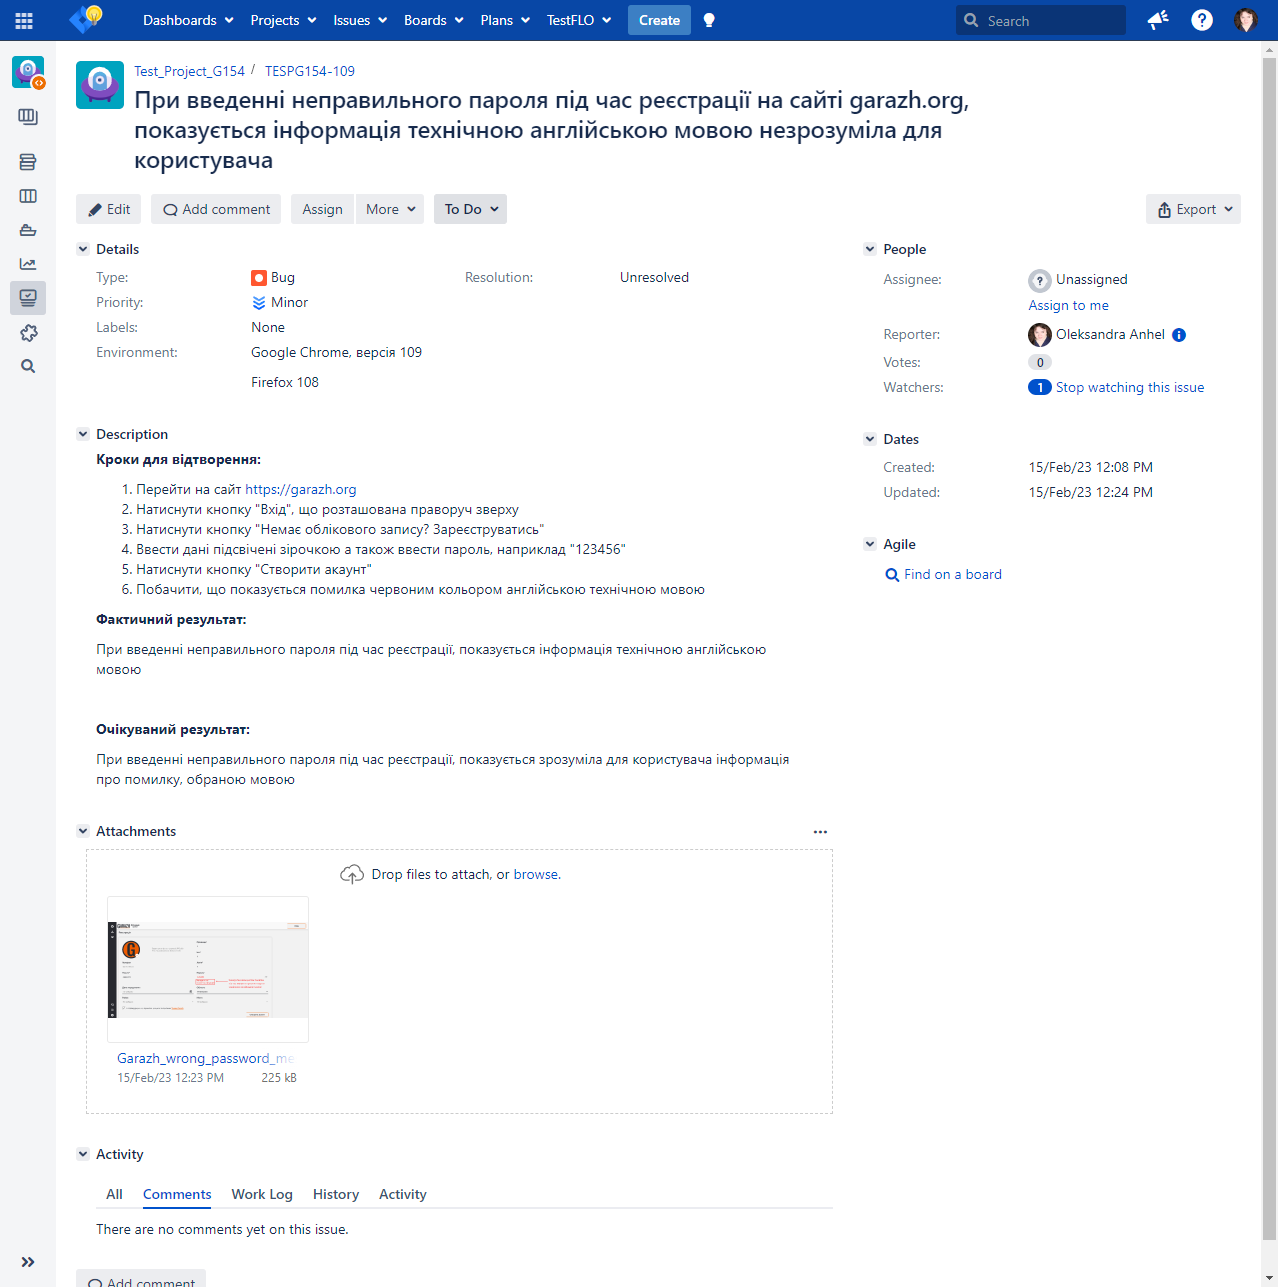 Dashboards Projects Issues Boards Plans TestFLO Create Search
Test_Project_G154 / TESPG154-109
При введенні неправильного пароля під час реєстрації на сайті garazh.org,
показується інформація технічною англійською мовою незрозуміла для
користувача
Edit Add comment Assign More To Do Export
Details
Type: Bug Resolution: Unresolved
Priority: Minor
Labels: None
Environment: Google Chrome, версія 109
Firefox 108
Description
Кроки для відтворення:
1. Перейти на сайт https://garazh.org
2. Натиснути кнопку "Вхід", що розташована праворуч зверху
3. Натиснути кнопку "Немає облікового запису? Зареєструватись"
4. Ввести дані підсвічені зірочкою а також ввести пароль, наприклад "123456"
5. Натиснути кнопку "Створити акаунт"
6. Побачити, що показується помилка червоним кольором англійською технічною мовою
Фактичний результат:
При введенні неправильного пароля під час реєстрації, показується інформація технічною англійською
мовою
Очікуваний результат:
При введенні неправильного пароля під час реєстрації, показується зрозуміла для користувача інформація
про помилку, обраною мовою
Attachments
Drop files to attach, or browse.
GARAZH
Garazh_wrong_password_me
15/Feb/23 12:23 PM 225 kB
Activity
All Comments Work Log History Activity
There are no comments yet on this issue.
Add comment
People
Assignee: Unassigned
Assign to me
Reporter: Oleksandra Anhel
Votes: 0
Watchers: 1 Stop watching this issue
Dates
Created: 15/Feb/23 12:08 PM
Updated: 15/Feb/23 12:24 PM
Agile
Find on a board